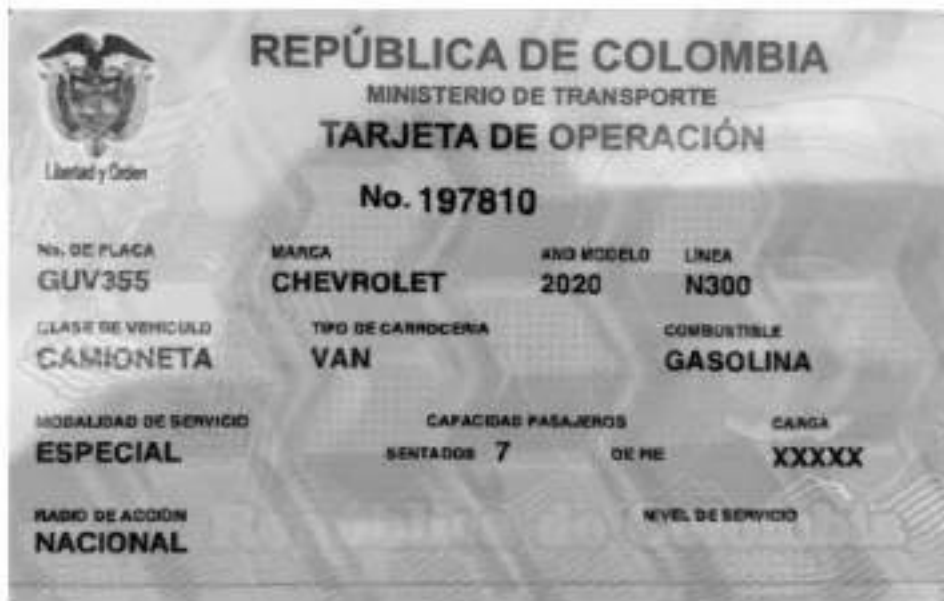 REPÚBLICA DE COLOMBIA
MINISTERIO DE TRANSPORTE
TARJETA DE OPERACIÓN
Libertad y Orden
No. 197810
No. DE PLACA MARCA AÑO MODELO LÍNEA
GUV355 CHEVROLET 2020 N300
CLASE DE VEHICULO TIPO DE CARROCERIA COMBUSTIBLE
CAMIONETA VAN GASOLINA
MODALIDAD DE SERVICIO CAPACIDAD PASAJEROS CARGA
ESPECIAL SENTADOS 7 DE PIE XXXXX
RADIO DE ACCIÓN NIVEL DE SERVICIO
NACIONAL